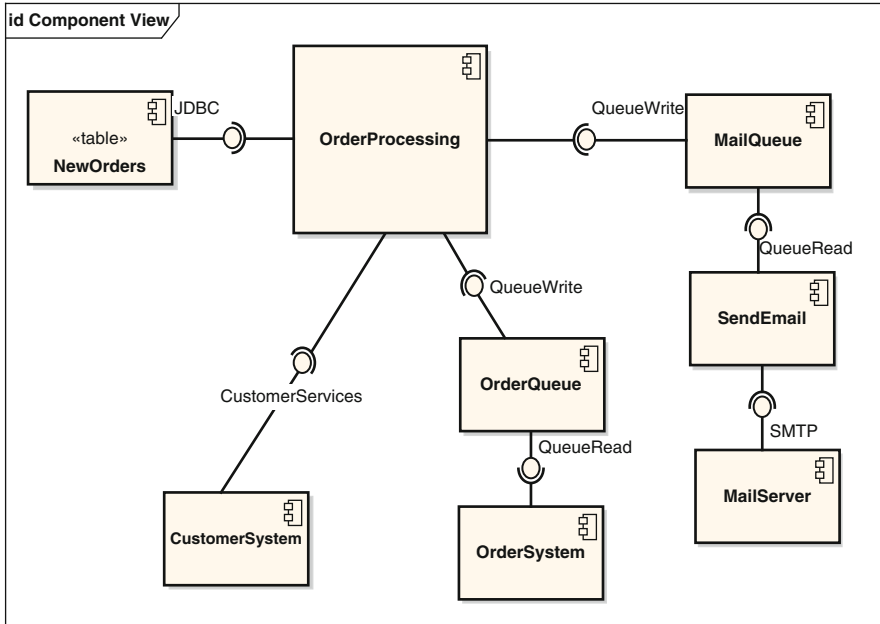 id Component View
JDBC
«table»
NewOrders
OrderProcessing
QueueWrite
MailQueue
QueueRead
QueueWrite
SendEmail
OrderQueue
CustomerServices
QueueRead
SMTP
MailServer
CustomerSystem
OrderSystem